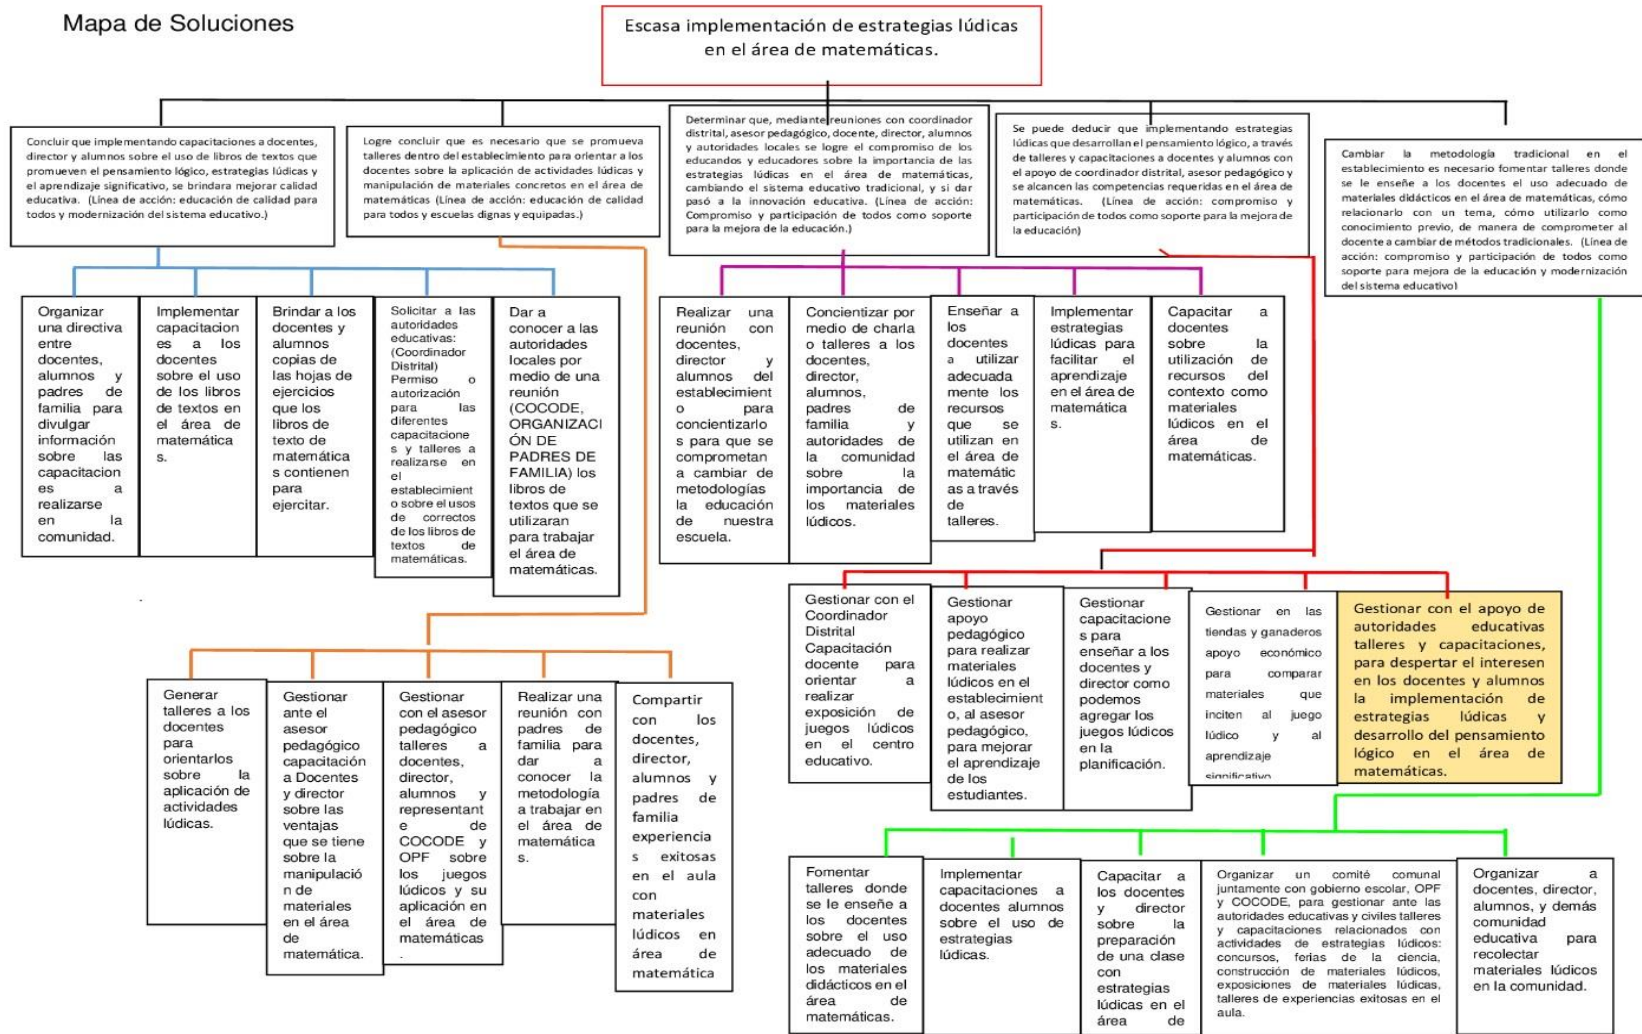 Mapa de Soluciones
Escasa implementación de estrategias lúdicas
en el área de matemáticas.
Concluir que implementando capacitaciones a docentes,
director y alumnos sobre el uso de libros de textos que
promueven el pensamiento lógico, estrategias lúdicas y
el aprendizaje significativo, se brindara mejorar calidad
educativa. (Línea de acción: educación de calidad para
todos y modernización del sistema educativo.)
Logre concluir que es necesario que se promueva
talleres dentro del establecimiento para orientar a los
docentes sobre la aplicación de actividades lúdicas y
manipulación de materiales concretos en el área de
matemáticas (Línea de acción: educación de calidad
para todos y escuelas dignas y equipadas.)
Determinar que, mediante reuniones con coordinador
distrital, asesor pedagógico, docente, director, alumnos
y autoridades locales se logre el compromiso de los
educandos y educadores sobre la importancia de las
estrategias lúdicas en el área de matemáticas,
cambiando el sistema educativo tradicional, y si dar
pasó a la innovación educativa. (Línea de acción:
Compromiso y participación de todos como soporte
para la mejora de la educación.)
Se puede deducir que implementando estrategias
lúdicas que desarrollan el pensamiento lógico, a través
de talleres y capacitaciones a docentes y alumnos con
el apoyo de coordinador distrital, asesor pedagógico y
se alcancen las competencias requeridas en el área de
matemáticas. (Línea de acción: compromiso y
participación de todos como soporte para la mejora de
la educación)
Cambiar la metodología tradicional en el
establecimiento es necesario fomentar talleres donde
se le enseñe a los docentes el uso adecuado de
materiales didácticos en el área de matemáticas, cómo
relacionarlo con un tema, cómo utilizarlo como
conocimiento previo, de manera de comprometer al
docente a cambiar de métodos tradicionales. (Línea de
acción: compromiso y participación de todos como
soporte para mejora de la educación y modernización
del sistema educativo)
Organizar
una directiva
entre
docentes,
alumnos y
padres de
familia para
divulgar
información
sobre las
capacitacion
es a
realizarse
en la
comunidad.
Implementar
capacitacion
es a los
docentes
sobre el uso
de los libros
de textos en
el área de
matemática
s.
Brindar a los
docentes y
alumnos
copias de
las hojas de
ejercicios
que los
libros de
texto de
matemática
s contienen
para
ejercitar.
Solicitar a las
autoridades
educativas:
(Coordinador
Distrital)
Permiso o
autorización
para las
diferentes
capacitacione
s y talleres a
realizarse en
el
establecimient
o sobre el usos
de correctos
de los libros de
textos de
matemáticas.
Dar a
conocer a las
autoridades
locales por
medio de una
reunión
(COCODE,
ORGANIZACI
ÓN DE
PADRES DE
FAMILIA) los
libros de
textos que se
utilizaran
para trabajar
el área de
matemáticas.
Realizar una
reunión con
docentes,
director y
alumnos del
establecimient
o para
concientizarlo
s para que se
comprometan
a cambiar de
metodologías
la educación
de nuestra
escuela.
Concientizar por
medio de charla
o talleres a los
docentes,
director,
alumnos,
padres de
familia y
autoridades de
la comunidad
sobre la
importancia de
los materiales
lúdicos.
Enseñar a
los
docentes
a utilizar
adecuada
mente los
recursos
que se
utilizan en
el área de
matemátic
as a través
de
talleres.
Implementar
estrategias
lúdicas para
facilitar el
aprendizaje
en el área de
matemática
s.
Capacitar a
docentes
sobre la
utilización de
recursos del
contexto como
materiales
lúdicos en el
área de
matemáticas.
Gestionar con el
Coordinador
Distrital
Capacitación
docente para
orientar a
realizar
exposición de
juegos lúdicos
en el centro
educativo.
Gestionar
apoyo
pedagógico
para realizar
materiales
lúdicos en el
establecimient
o, al asesor
pedagógico,
para mejorar
el aprendizaje
de los
estudiantes.
Gestionar
capacitacione
s para
enseñar a los
docentes y
director como
podemos
agregar los
juegos lúdicos
en la
planificación.
Gestionar en las
tiendas y ganaderos
apoyo económico
para comparar
materiales que
inciten al juego
lúdico y al
aprendizaje
significativo
Gestionar con el apoyo de
autoridades educativas
talleres y capacitaciones,
para despertar el interesen
en los docentes y alumnos
la implementación de
estrategias lúdicas y
desarrollo del pensamiento
lógico en el área de
matemáticas.
Generar
talleres a los
docentes
para
orientarlos
sobre la
aplicación de
actividades
lúdicas.
Gestionar
ante el
asesor
pedagógico
capacitación
a Docentes
y director
sobre las
ventajas
que se tiene
sobre la
manipulació
n de
materiales
en el área
de
matemática.
Gestionar
con el asesor
pedagógico
talleres a
docentes,
director,
alumnos y
representant
e de
COCODE y
OPF sobre
los juegos
lúdicos y su
aplicación en
el área de
matemáticas
.
Realizar una
reunión con
padres de
familia para
dar a
conocer la
metodología
a trabajar en
el área de
matemática
s.
Compartir
con los
docentes,
director,
alumnos y
padres de
familia
experiencia
s exitosas
en el aula
con
materiales
lúdicos en
área de
matemática
Fomentar
talleres donde
se le enseñe a
los docentes
sobre el uso
adecuado de
los materiales
didácticos en el
área de
matemáticas.
Implementar
capacitaciones a
docentes alumnos
sobre el uso de
estrategias
lúdicas.
Capacitar a
los docentes
y director
sobre la
preparación
de una clase
con
estrategias
lúdicas en el
área de
Organizar un comité comunal
juntamente con gobierno escolar, OPF
y COCODE, para gestionar ante las
autoridades educativas y civiles talleres
y capacitaciones relacionados con
actividades de estrategias lúdicos:
concursos, ferias de la ciencia,
construcción de materiales lúdicos,
exposiciones de materiales lúdicas,
talleres de experiencias exitosas en el
aula.
Organizar a
docentes, director,
alumnos, y demás
comunidad
educativa para
recolectar
materiales lúdicos
en la comunidad.